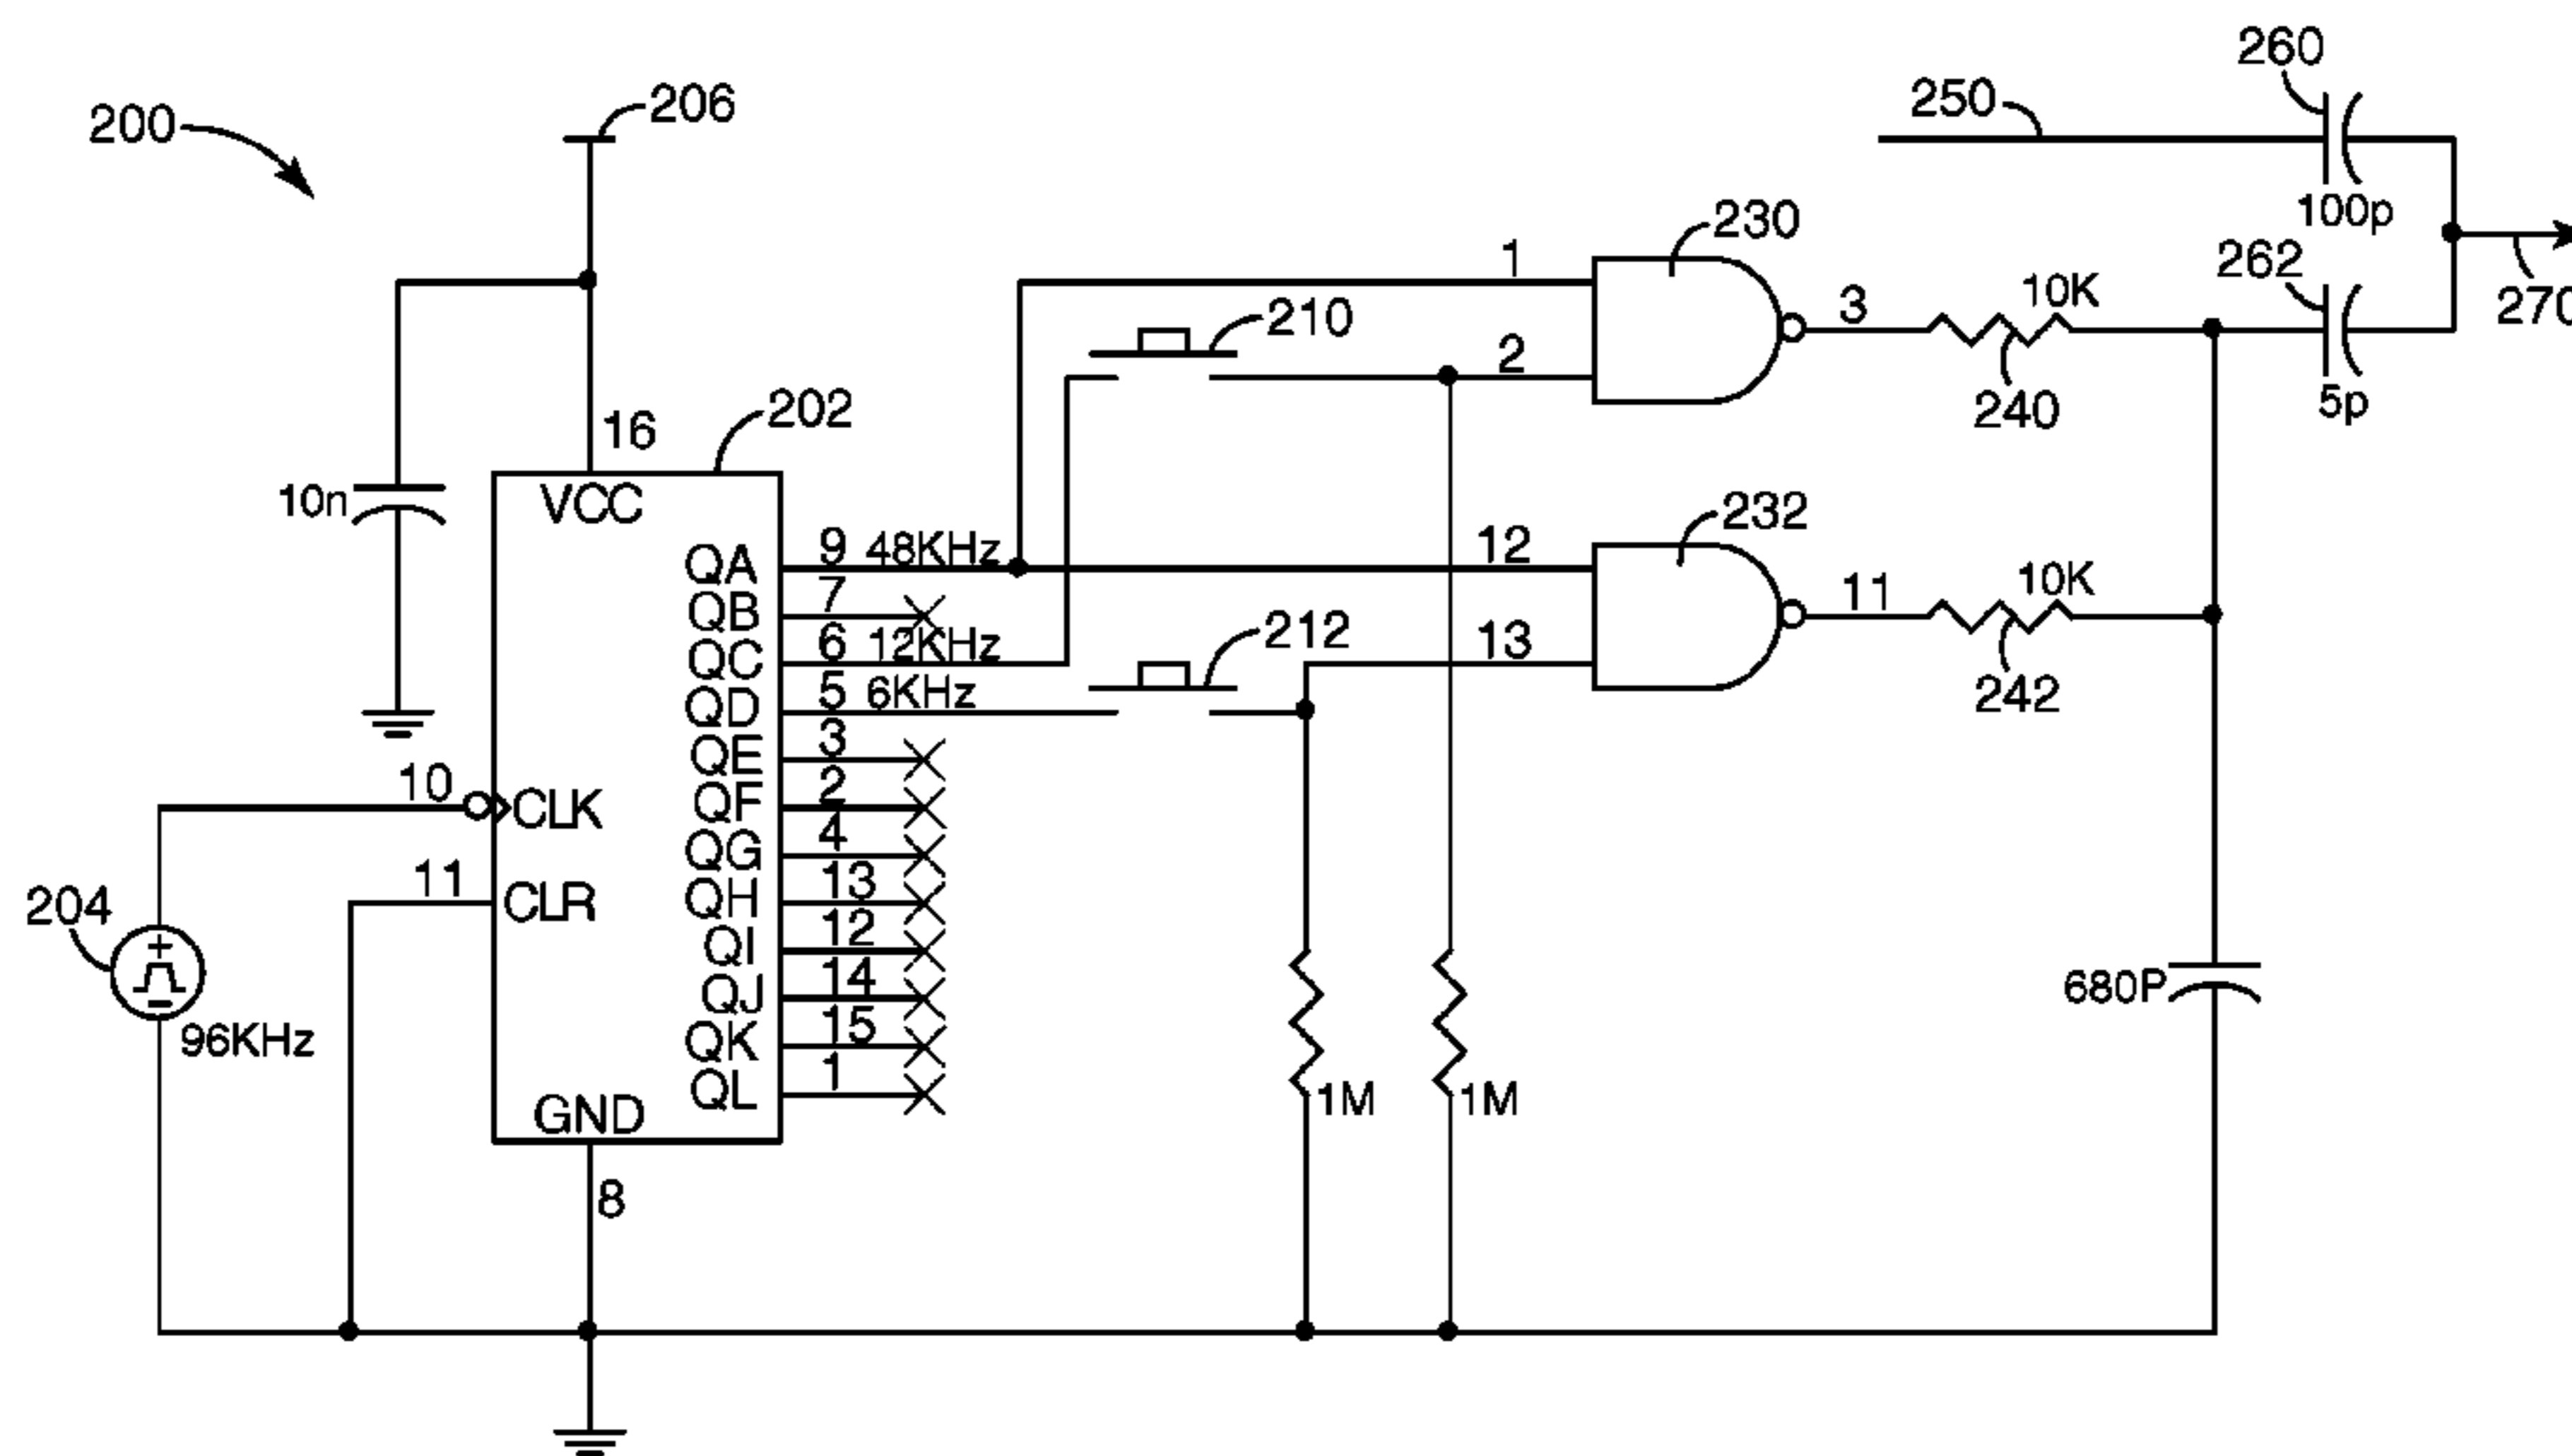 200
206
250
260
100p
230
1
210
2
3
10K
240
262
5p
270
16
202
10n
VCC
232
QA 9 48KHz
12
QB 7
QC 6 12KHz
212
13
QD 5 6KHz
11
10K
242
QE 3
QF 2
QG 4
QH 13
QI 12
QJ 14
QK 15
QL 1
10
CLK
11
CLR
204
+
−
96KHz
GND
8
1M
1M
680P